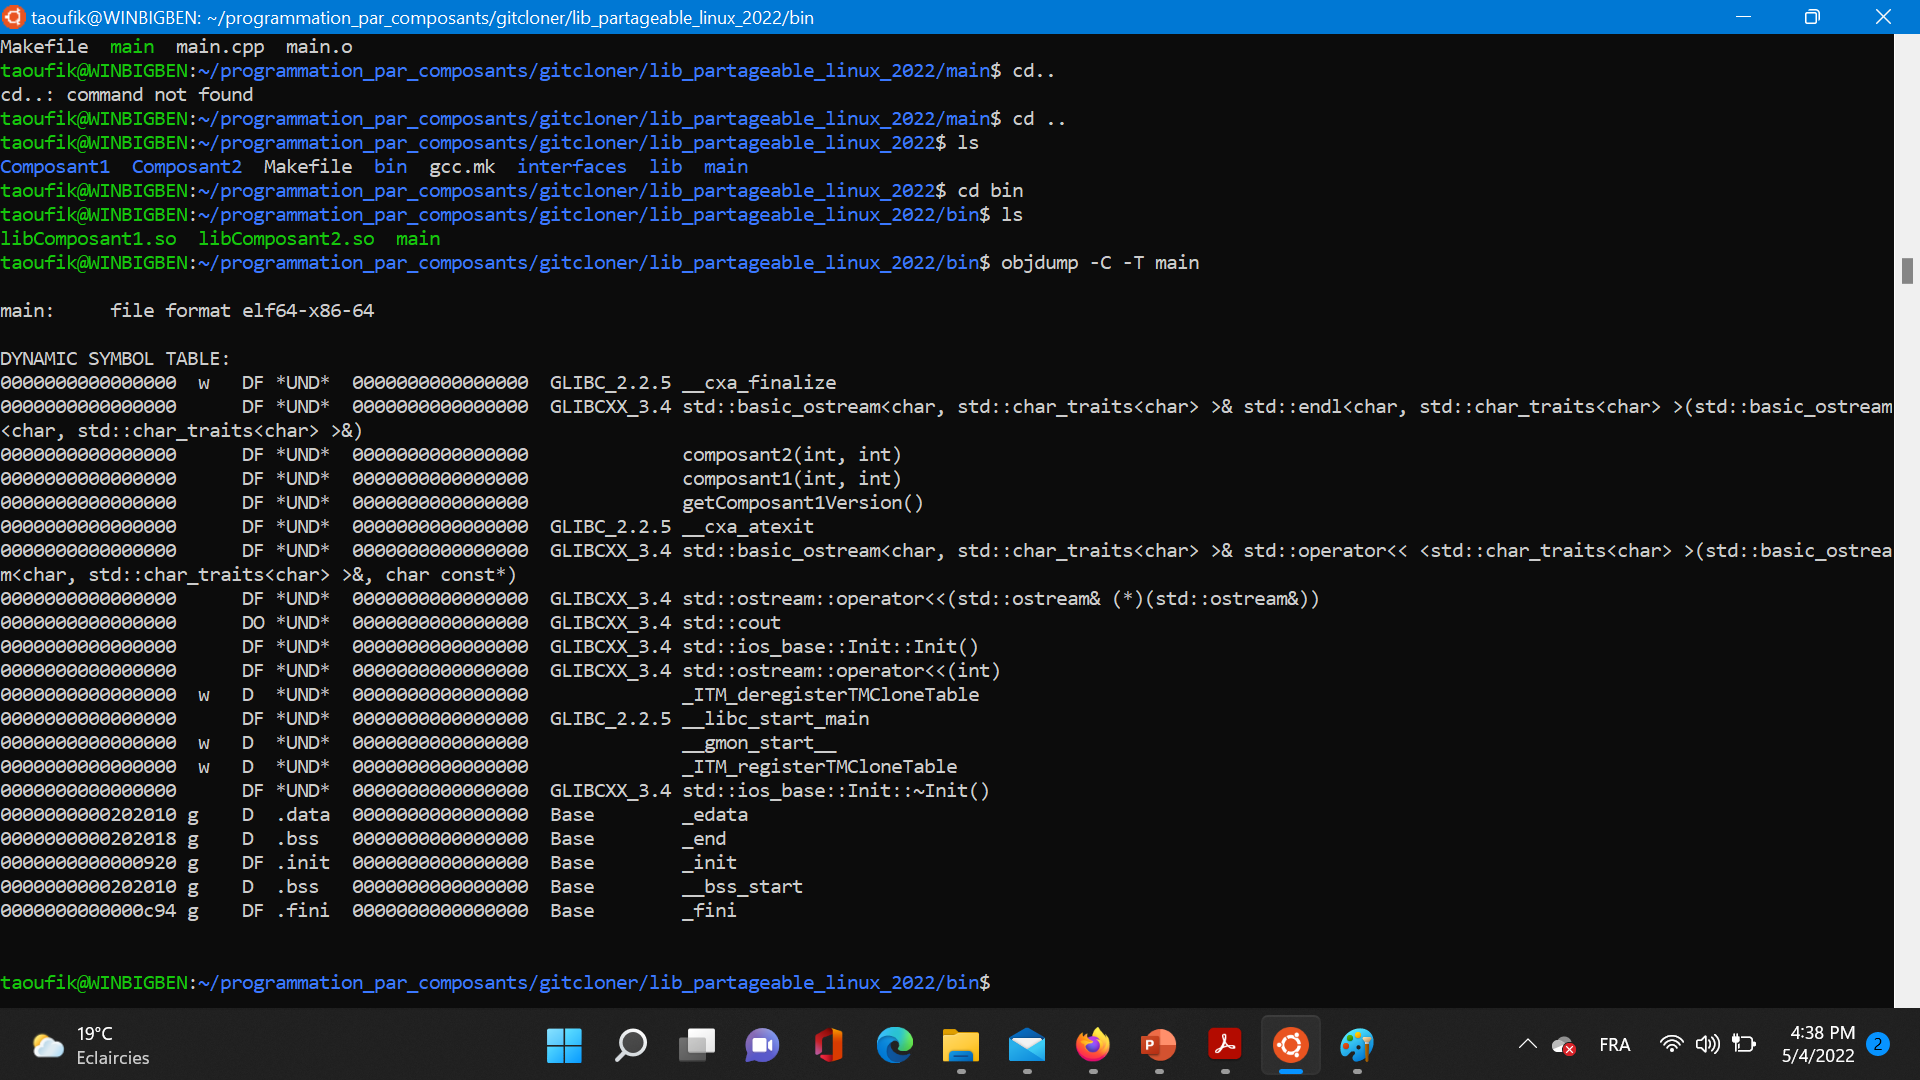 taoufik@WINBIGBEN: ~/programmation_par_composants/gitcloner/lib_partageable_linux_2022/bin
Makefile  main  main.cpp  main.o
taoufik@WINBIGBEN:~/programmation_par_composants/gitcloner/lib_partageable_linux_2022/main$ cd..
cd..: command not found
taoufik@WINBIGBEN:~/programmation_par_composants/gitcloner/lib_partageable_linux_2022/main$ cd ..
taoufik@WINBIGBEN:~/programmation_par_composants/gitcloner/lib_partageable_linux_2022$ ls
Composant1  Composant2  Makefile  bin  gcc.mk  interfaces  lib  main
taoufik@WINBIGBEN:~/programmation_par_composants/gitcloner/lib_partageable_linux_2022$ cd bin
taoufik@WINBIGBEN:~/programmation_par_composants/gitcloner/lib_partageable_linux_2022/bin$ ls
libComposant1.so  libComposant2.so  main
taoufik@WINBIGBEN:~/programmation_par_composants/gitcloner/lib_partageable_linux_2022/bin$ objdump -C -T main
main:     file format elf64-x86-64
DYNAMIC SYMBOL TABLE:
0000000000000000  w   DF *UND*  0000000000000000  GLIBC_2.2.5 __cxa_finalize
0000000000000000      DF *UND*  0000000000000000  GLIBCXX_3.4 std::basic_ostream<char, std::char_traits<char> >& std::endl<char, std::char_traits<char> >(std::basic_ostream
<char, std::char_traits<char> >&)
0000000000000000      DF *UND*  0000000000000000              composant2(int, int)
0000000000000000      DF *UND*  0000000000000000              composant1(int, int)
0000000000000000      DF *UND*  0000000000000000              getComposant1Version()
0000000000000000      DF *UND*  0000000000000000  GLIBC_2.2.5 __cxa_atexit
0000000000000000      DF *UND*  0000000000000000  GLIBCXX_3.4 std::basic_ostream<char, std::char_traits<char> >& std::operator<< <std::char_traits<char> >(std::basic_ostrea
m<char, std::char_traits<char> >&, char const*)
0000000000000000      DF *UND*  0000000000000000  GLIBCXX_3.4 std::ostream::operator<<(std::ostream& (*)(std::ostream&))
0000000000000000      DO *UND*  0000000000000000  GLIBCXX_3.4 std::cout
0000000000000000      DF *UND*  0000000000000000  GLIBCXX_3.4 std::ios_base::Init::Init()
0000000000000000      DF *UND*  0000000000000000  GLIBCXX_3.4 std::ostream::operator<<(int)
0000000000000000  w   D  *UND*  0000000000000000              _ITM_deregisterTMCloneTable
0000000000000000      DF *UND*  0000000000000000  GLIBC_2.2.5 __libc_start_main
0000000000000000  w   D  *UND*  0000000000000000              __gmon_start__
0000000000000000  w   D  *UND*  0000000000000000              _ITM_registerTMCloneTable
0000000000000000      DF *UND*  0000000000000000  GLIBCXX_3.4 std::ios_base::Init::~Init()
0000000000202010 g    D  .data  0000000000000000  Base        _edata
0000000000202018 g    D  .bss   0000000000000000  Base        _end
0000000000000920 g    DF .init  0000000000000000  Base        _init
0000000000202010 g    D  .bss   0000000000000000  Base        __bss_start
0000000000000c94 g    DF .fini  0000000000000000  Base        _fini
taoufik@WINBIGBEN:~/programmation_par_composants/gitcloner/lib_partageable_linux_2022/bin$
19°C
Eclaircies
FRA
4:38 PM
5/4/2022
2